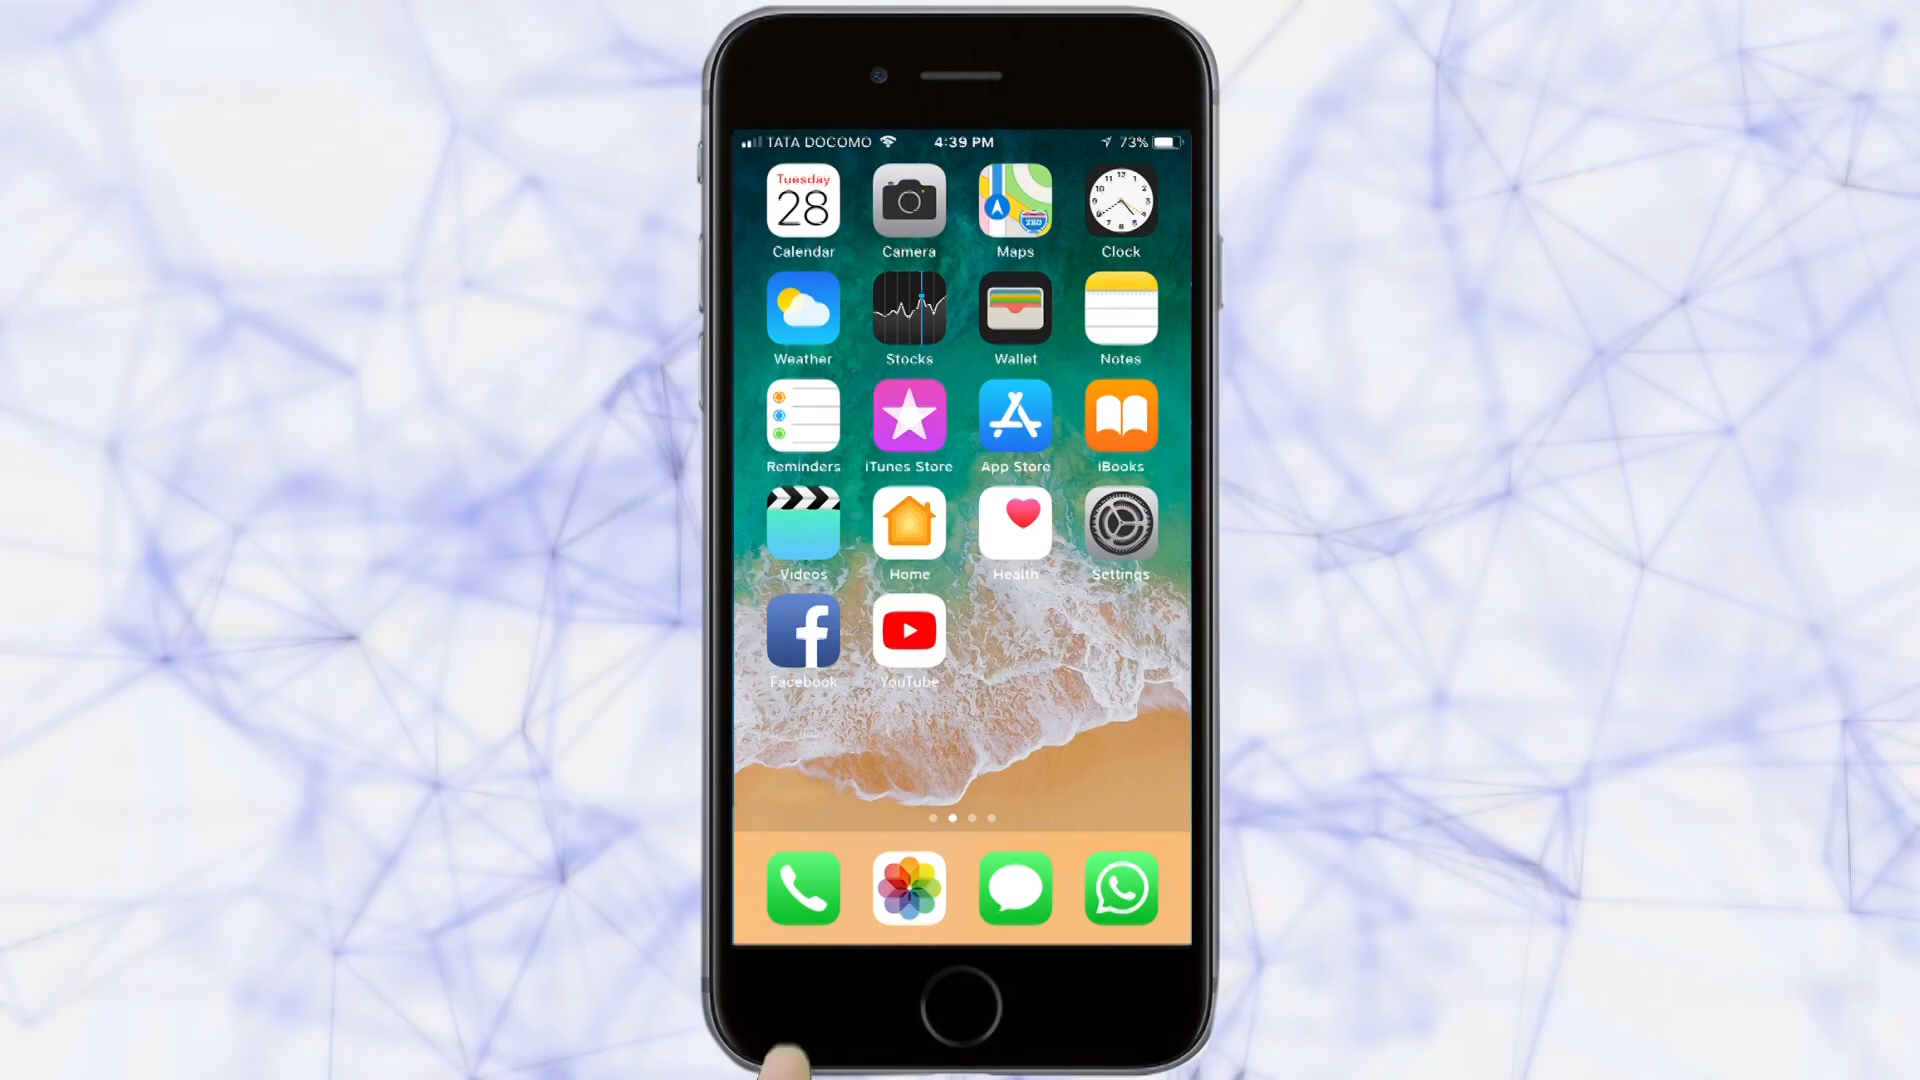 TATA DOCOMO 4:39 PM 73%
Tuesday
28
Calendar Camera Maps Clock
Weather Stocks Wallet Notes
Reminders iTunes Store App Store iBooks
Videos Home Health Settings
Facebook YouTube